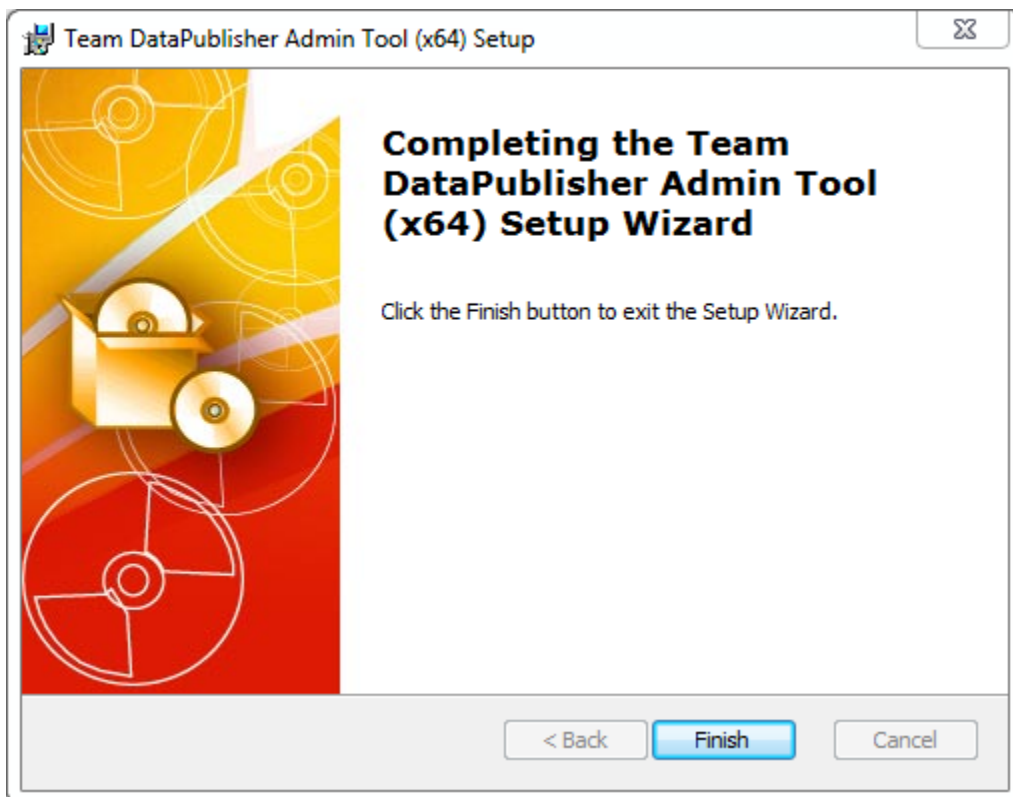 Team DataPublisher Admin Tool (x64) Setup
Completing the Team
DataPublisher Admin Tool
(x64) Setup Wizard
Click the Finish button to exit the Setup Wizard.
< Back
Finish
Cancel